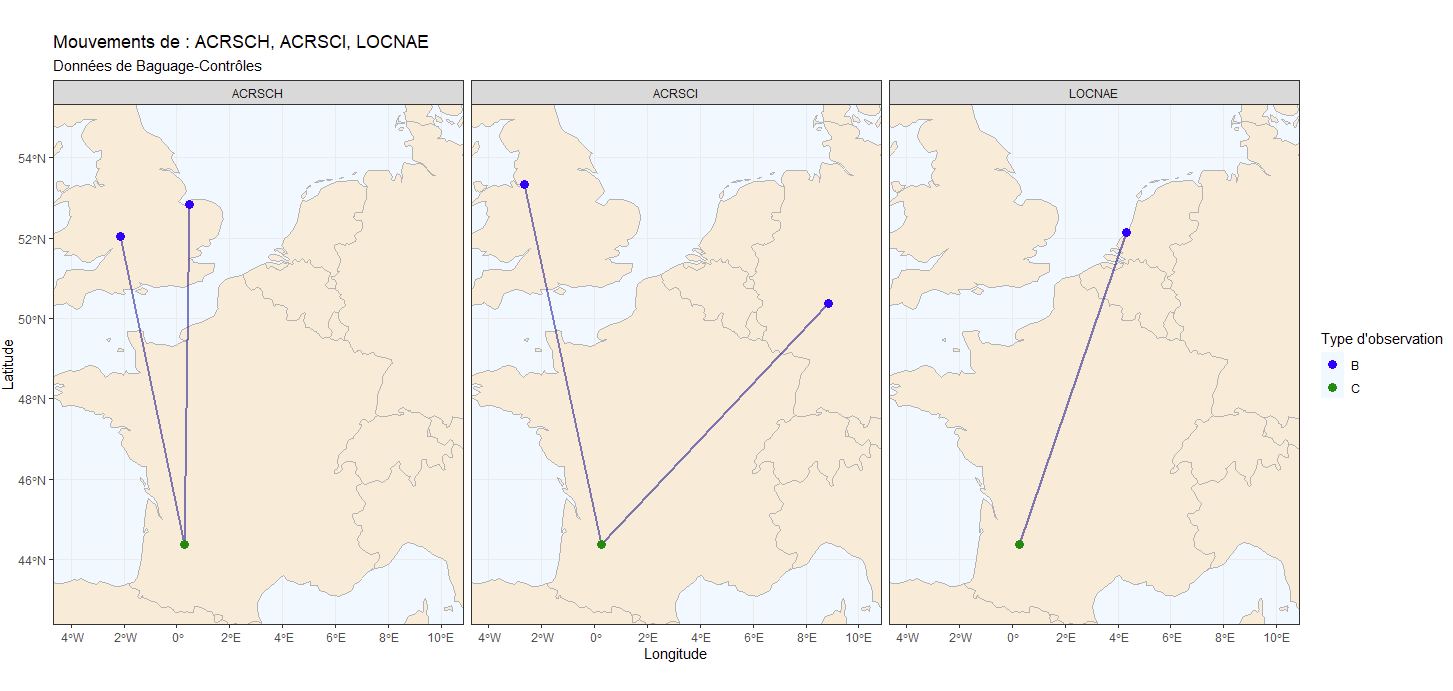 Mouvements de : ACRSCH, ACRSCI, LOCNAE
Données de Baguage-Contrôles
ACRSCH
ACRSCI
LOCNAE
54°N
52°N
50°N
48°N
46°N
44°N
Latitude
4°W 2°W 0° 2°E 4°E 6°E 8°E 10°E
4°W 2°W 0° 2°E 4°E 6°E 8°E 10°E
4°W 2°W 0° 2°E 4°E 6°E 8°E 10°E
Longitude
Type d'observation
B
C